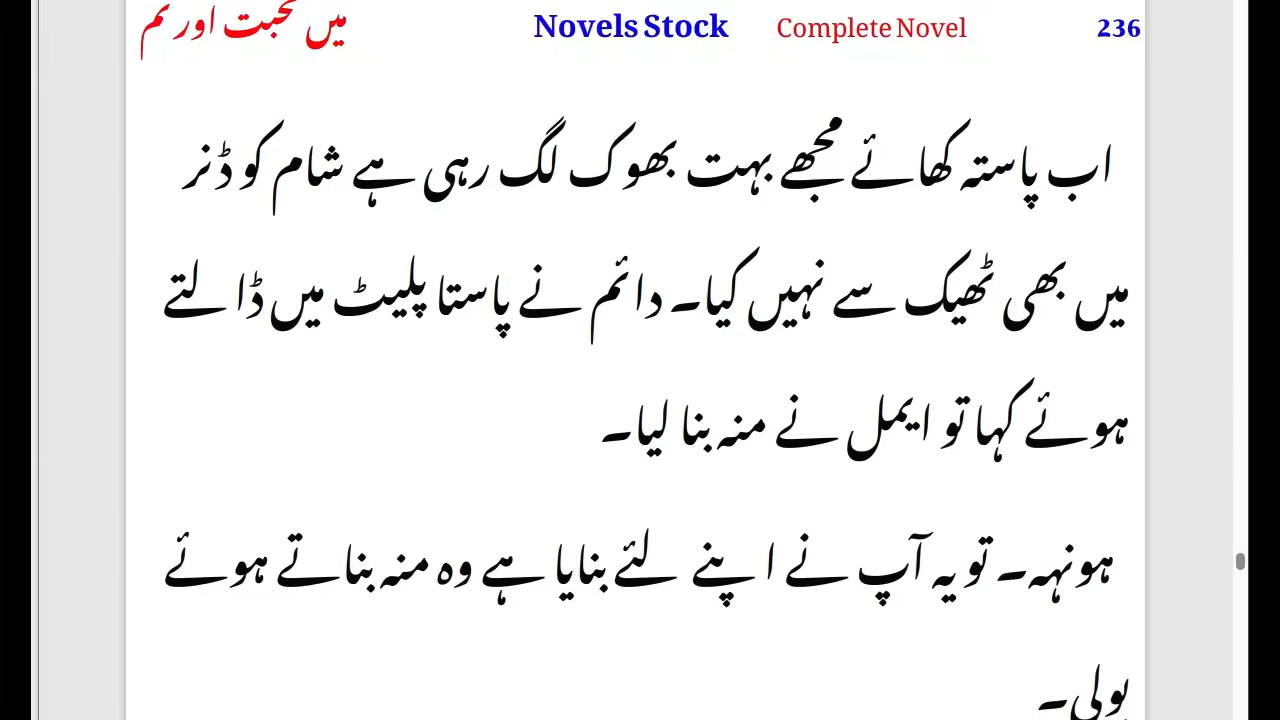 میں محبت اور تم Novels Stock Complete Novel 236
اب پاستہ کھائے مجھے بہت بھوک لگ رہی ہے شام کو ڈنر
میں بھی ٹھیک سے نہیں کیا۔ دائم نے پاستا پلیٹ میں ڈالتے
ہوئے کہا تو ایمل نے منہ بنا لیا۔
ہونہہ۔ تو یہ آپ نے اپنے لئے بنایا ہے وہ منہ بناتے ہوئے
بولی۔